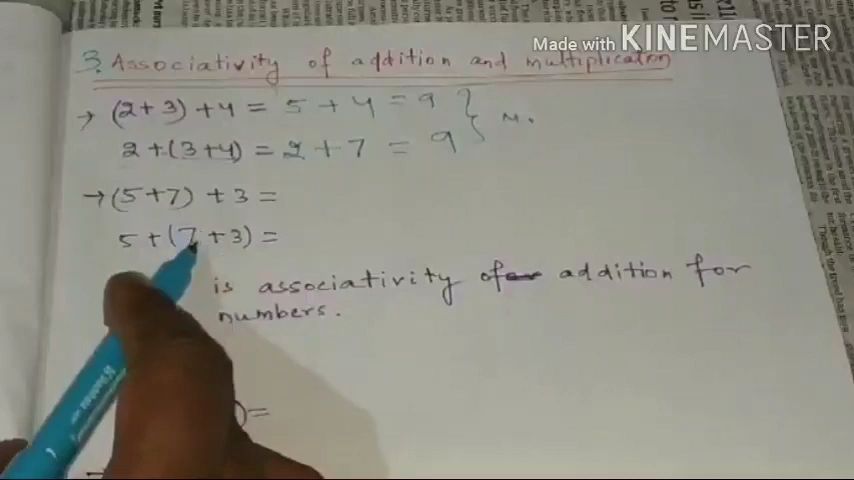 Made with KINEMASTER
3. Associativity of addition and multiplication
→ (2+3) +4 = 5 + 4 = 9
2 +(3+4) = 2 + 7 = 9
→ (5+7) + 3 =
5 + (7 + 3) =
is associativity of addition for
numbers.
)=